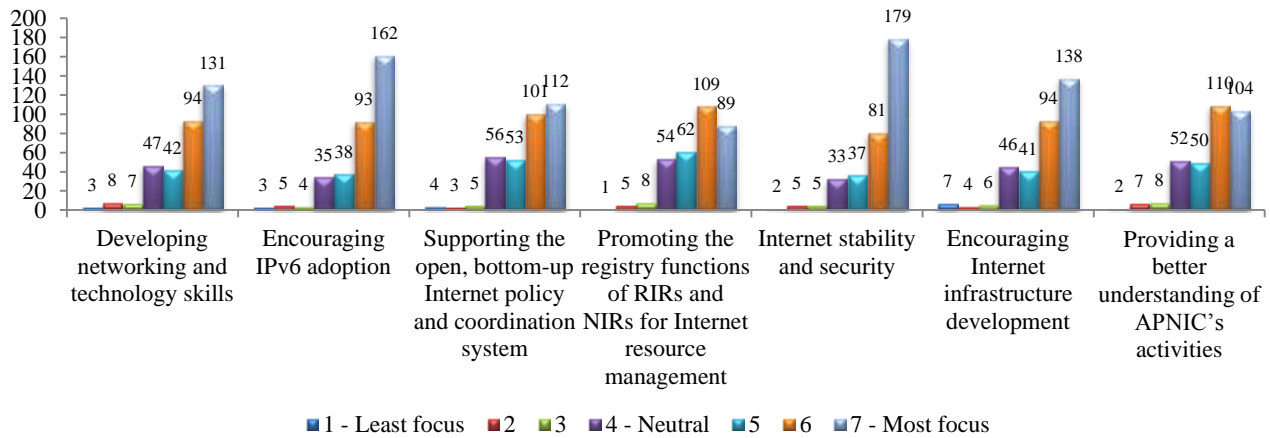 200
180
160
140
120
100
80
60
40
20
0
3 8 7 47 42 94 131
3 5 4 35 38 93 162
4 3 5 56 53 101 112
1 5 8 54 62 109 89
2 5 5 33 37 81 179
7 4 6 46 41 94 138
2 7 8 52 50 110 104
Developing
networking and
technology skills
Encouraging
IPv6 adoption
Supporting the
open, bottom-up
Internet policy
and coordination
system
Promoting the
registry functions
of RIRs and
NIRs for Internet
resource
management
Internet stability
and security
Encouraging
Internet
infrastructure
development
Providing a
better
understanding of
APNIC’s
activities
1 - Least focus 2 3 4 - Neutral 5 6 7 - Most focus